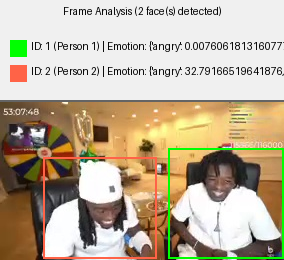 Frame Analysis (2 face(s) detected)
ID: 1 (Person 1) | Emotion: {'angry': 0.0076061813160777
ID: 2 (Person 2) | Emotion: {'angry': 32.79166519641876,
53:07:48